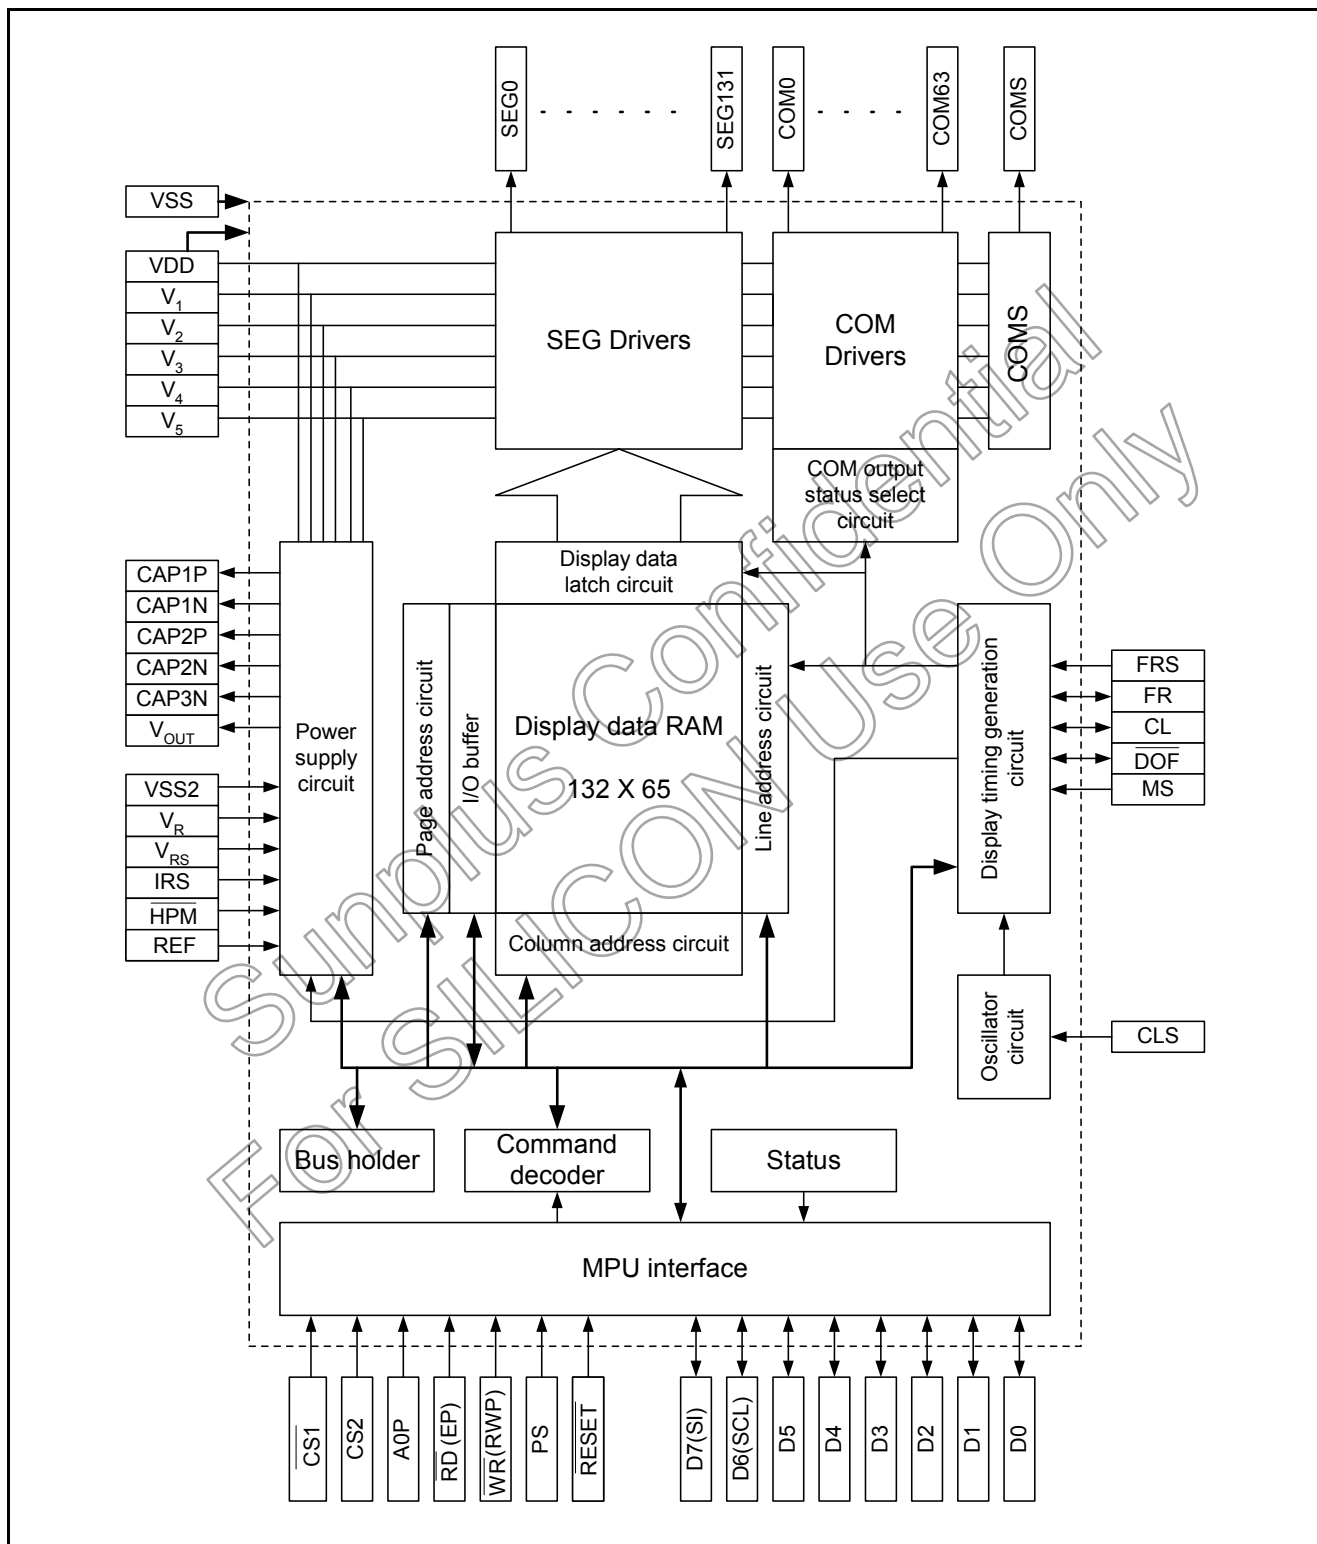 SEG0
. . . . . . .
SEG131
COM0
. . . . .
COM63
COMS
VSS
VDD
V1
V2
V3
V4
V5
SEG Drivers
COM
Drivers
COMS
COM output
status select
circuit
CAP1P
CAP1N
CAP2P
CAP2N
CAP3N
VOUT
VSS2
VR
VRS
IRS
HPM
REF
Power
supply
circuit
Display data
latch circuit
Page address circuit
I/O buffer
Display data RAM
132 X 65
Line address circuit
Column address circuit
Display timing generation
circuit
FRS
FR
CL
DOF
MS
Oscillator
circuit
CLS
Bus holder
Command
decoder
Status
MPU interface
CS1
CS2
A0P
RD (EP)
WR(RWP)
PS
RESET
D7(SI)
D6(SCL)
D5
D4
D3
D2
D1
D0
Sunplus Confidential
For SILICON Use Only